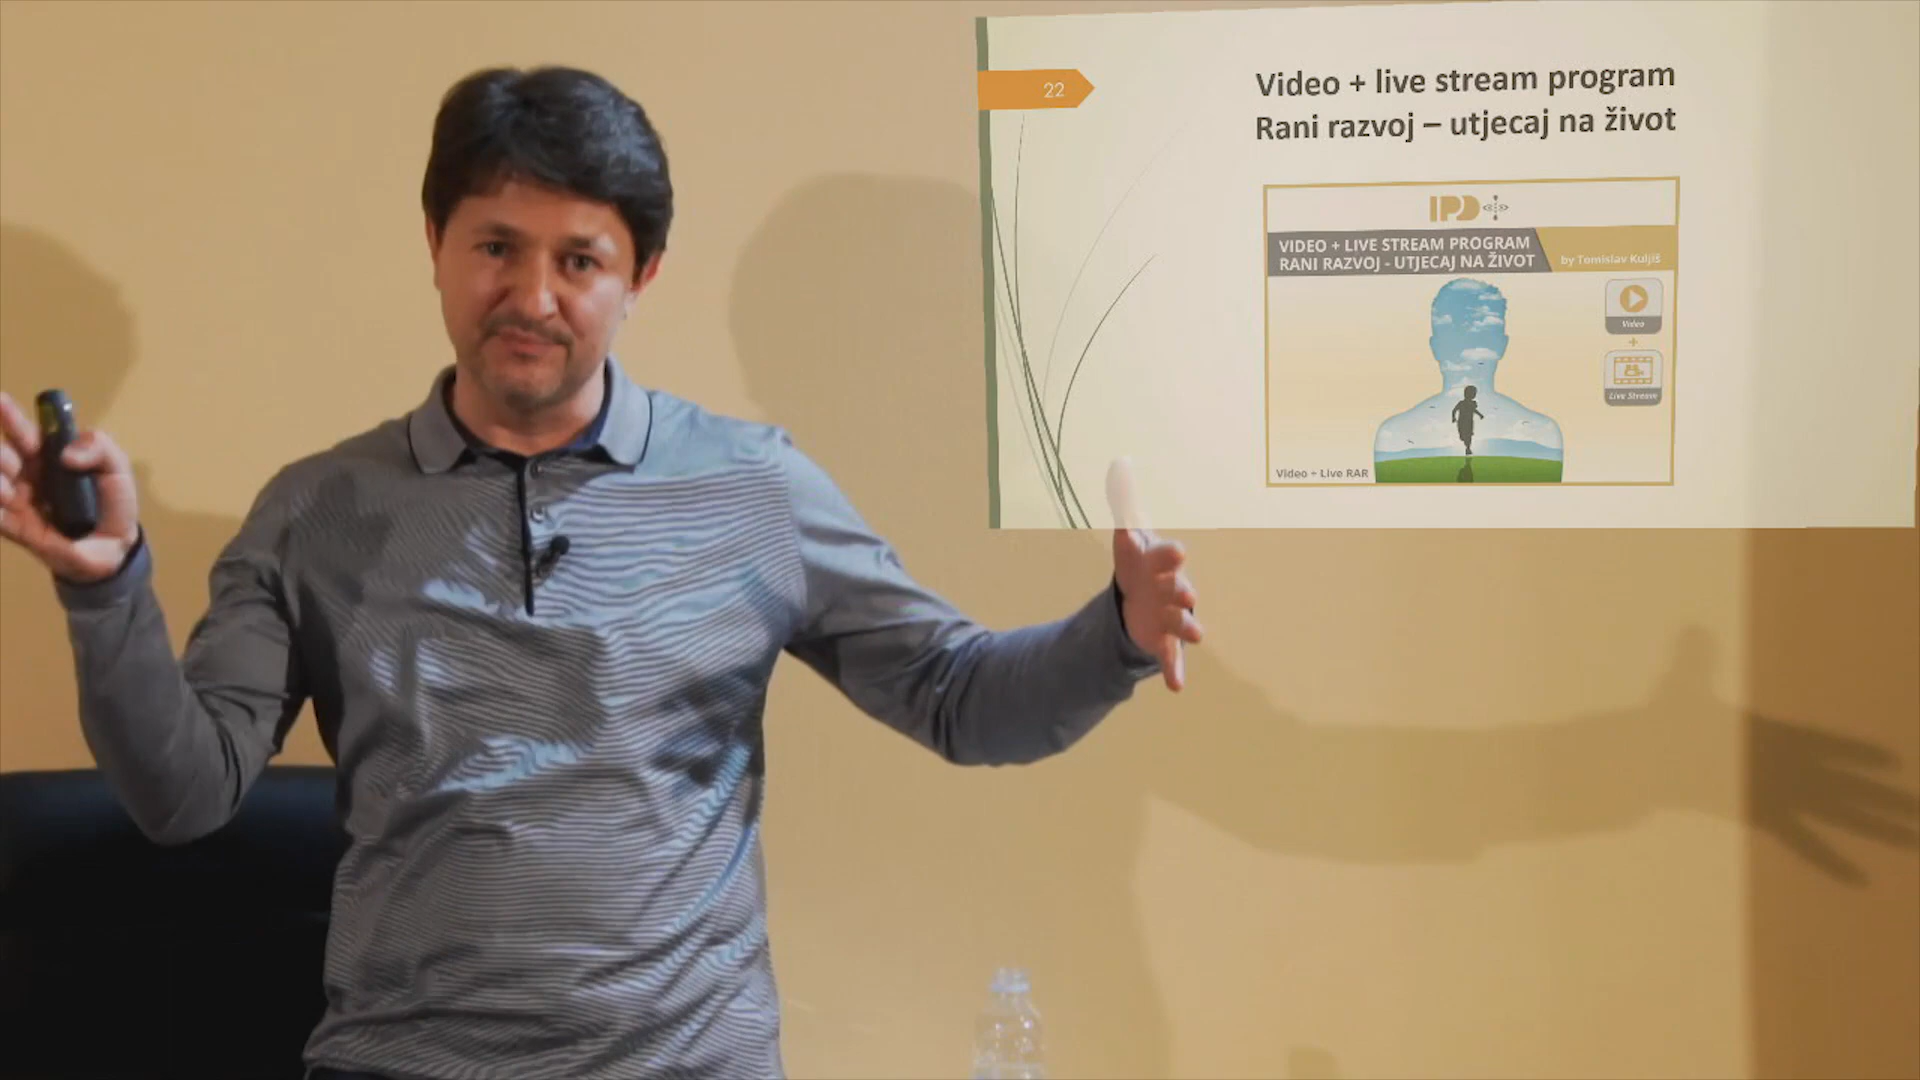 22
Video + live stream program
Rani razvoj – utjecaj na život
IPD
VIDEO + LIVE STREAM PROGRAM
RANI RAZVOJ - UTJECAJ NA ŽIVOT
by Tomislav Kuljiš
Video
+
Live Stream
Video + Live RAR